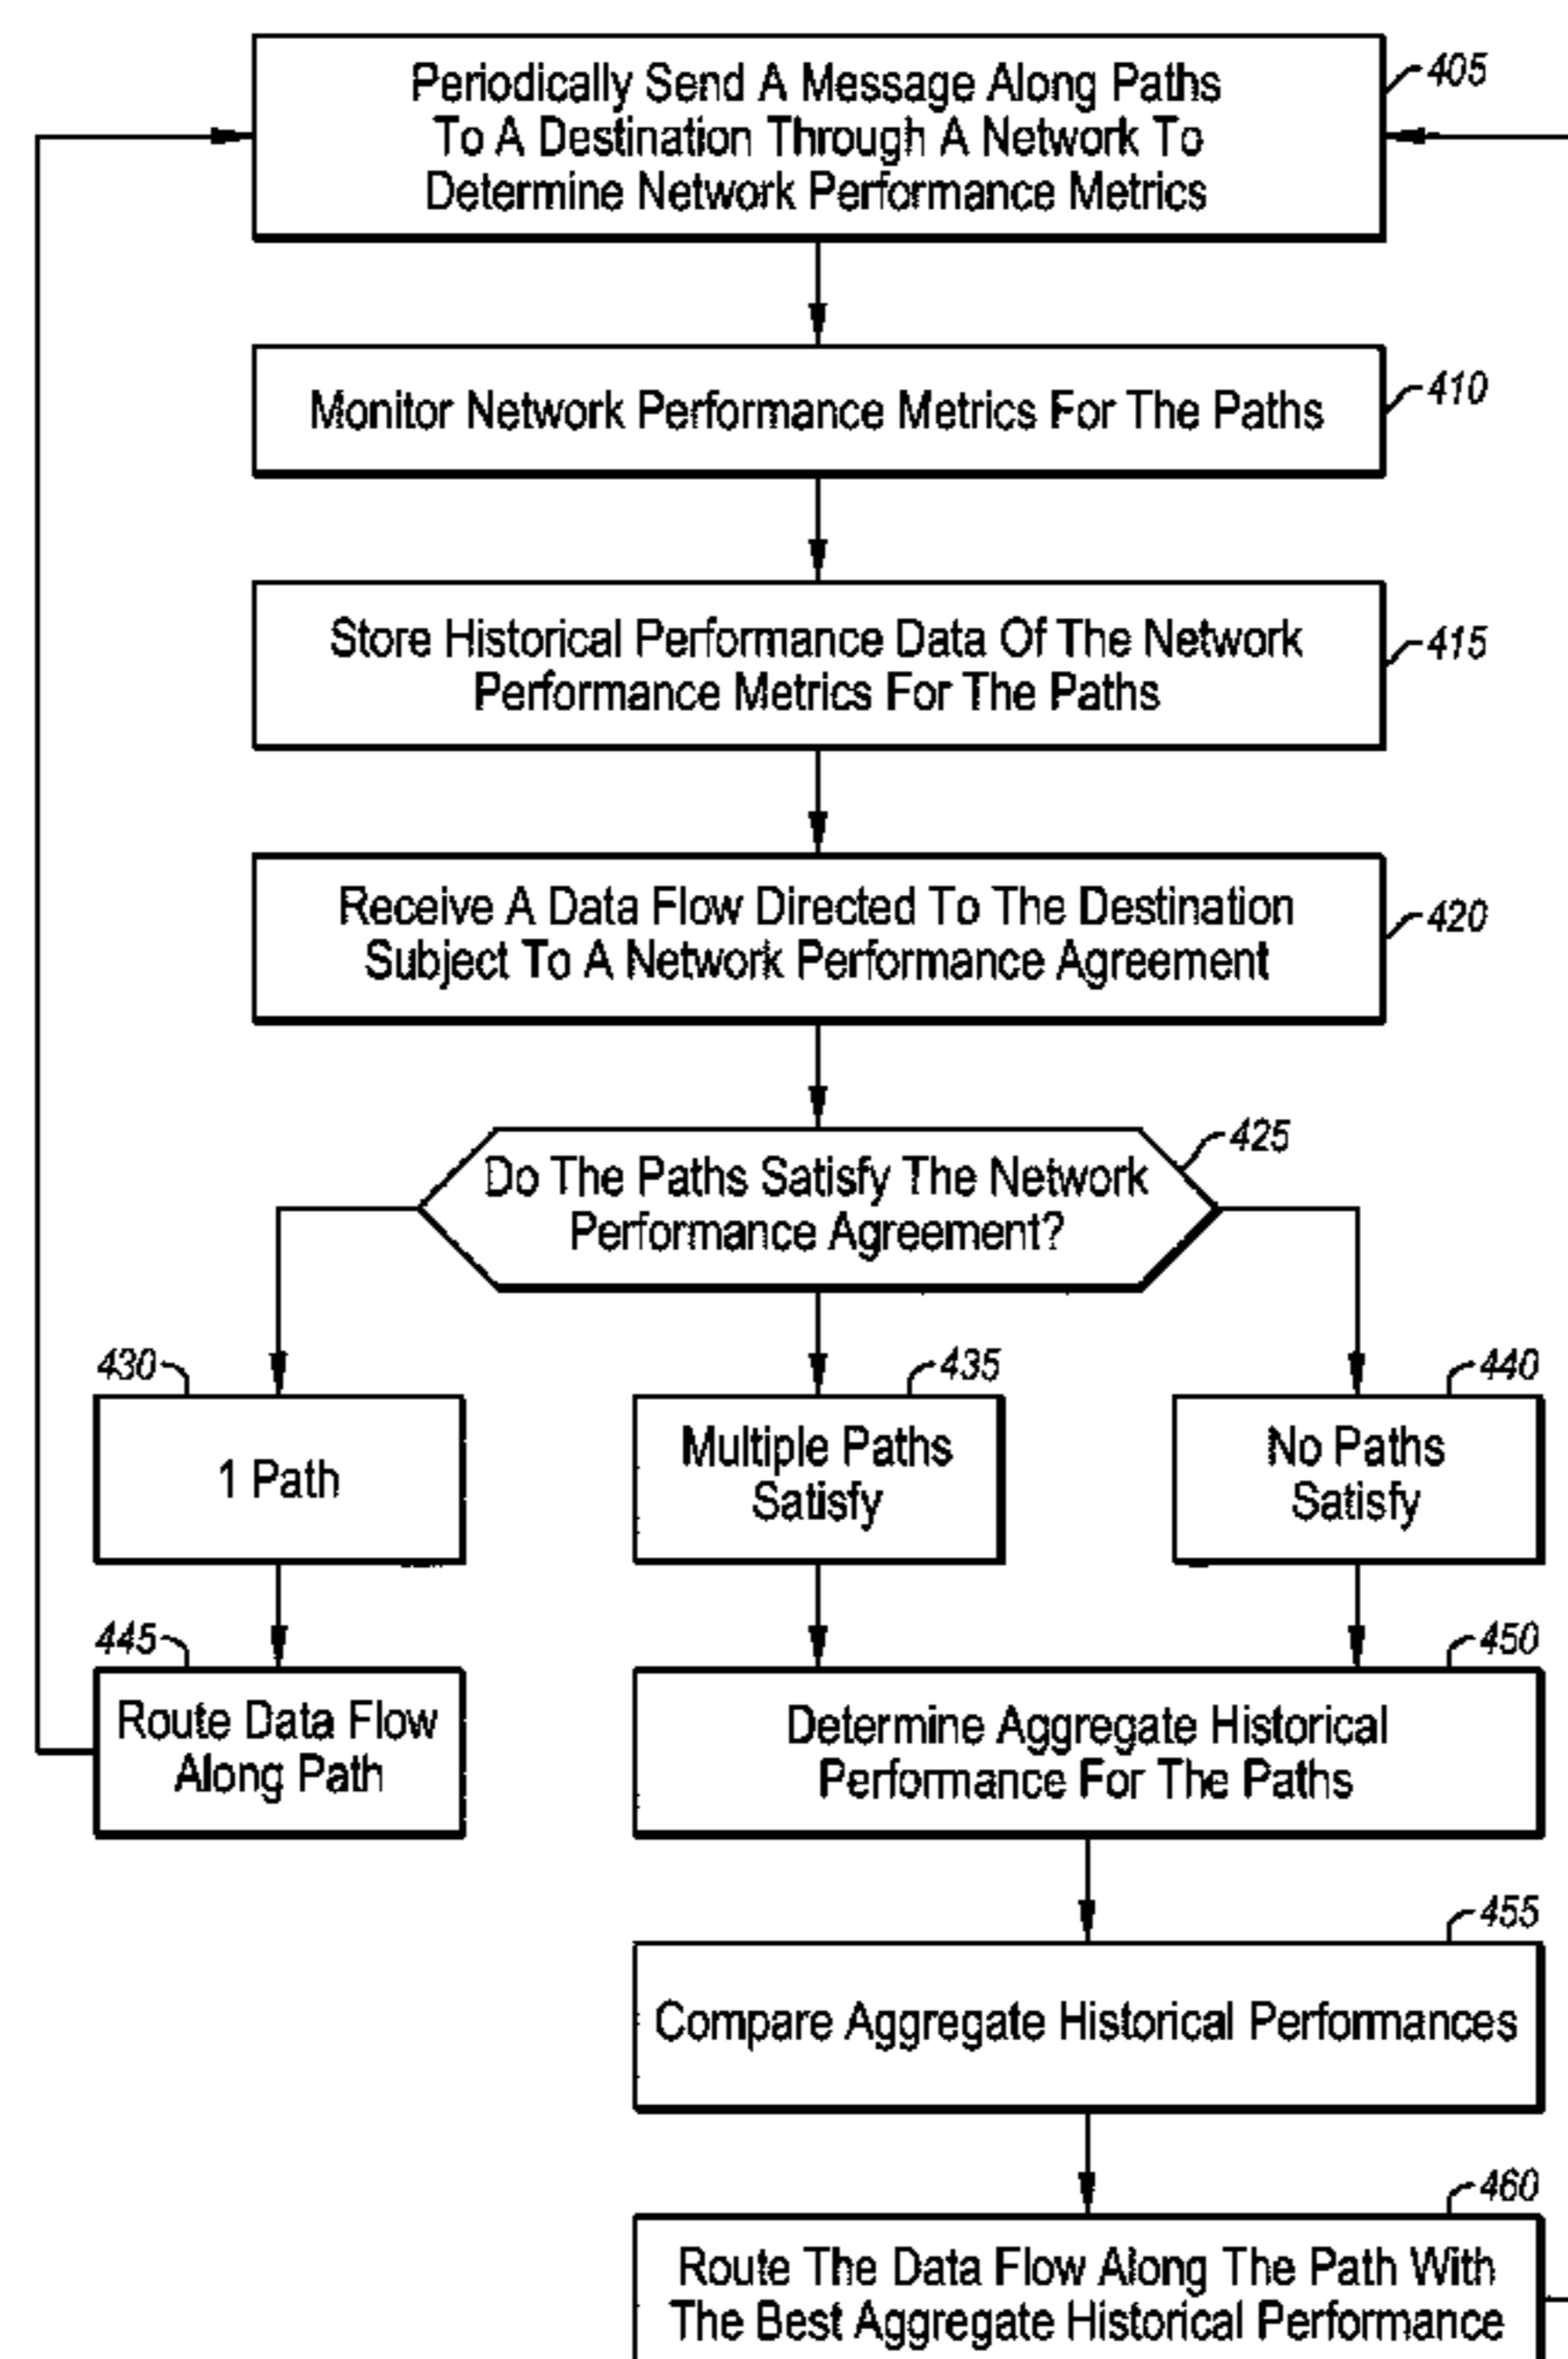 Periodically Send A Message Along Paths
To A Destination Through A Network To
Determine Network Performance Metrics
405
Monitor Network Performance Metrics For The Paths
410
Store Historical Performance Data Of The Network
Performance Metrics For The Paths
415
Receive A Data Flow Directed To The Destination
Subject To A Network Performance Agreement
420
Do The Paths Satisfy The Network
Performance Agreement?
425
430
1 Path
435
Multiple Paths
Satisfy
440
No Paths
Satisfy
445
Route Data Flow
Along Path
450
Determine Aggregate Historical
Performance For The Paths
455
Compare Aggregate Historical Performances
460
Route The Data Flow Along The Path With
The Best Aggregate Historical Performance